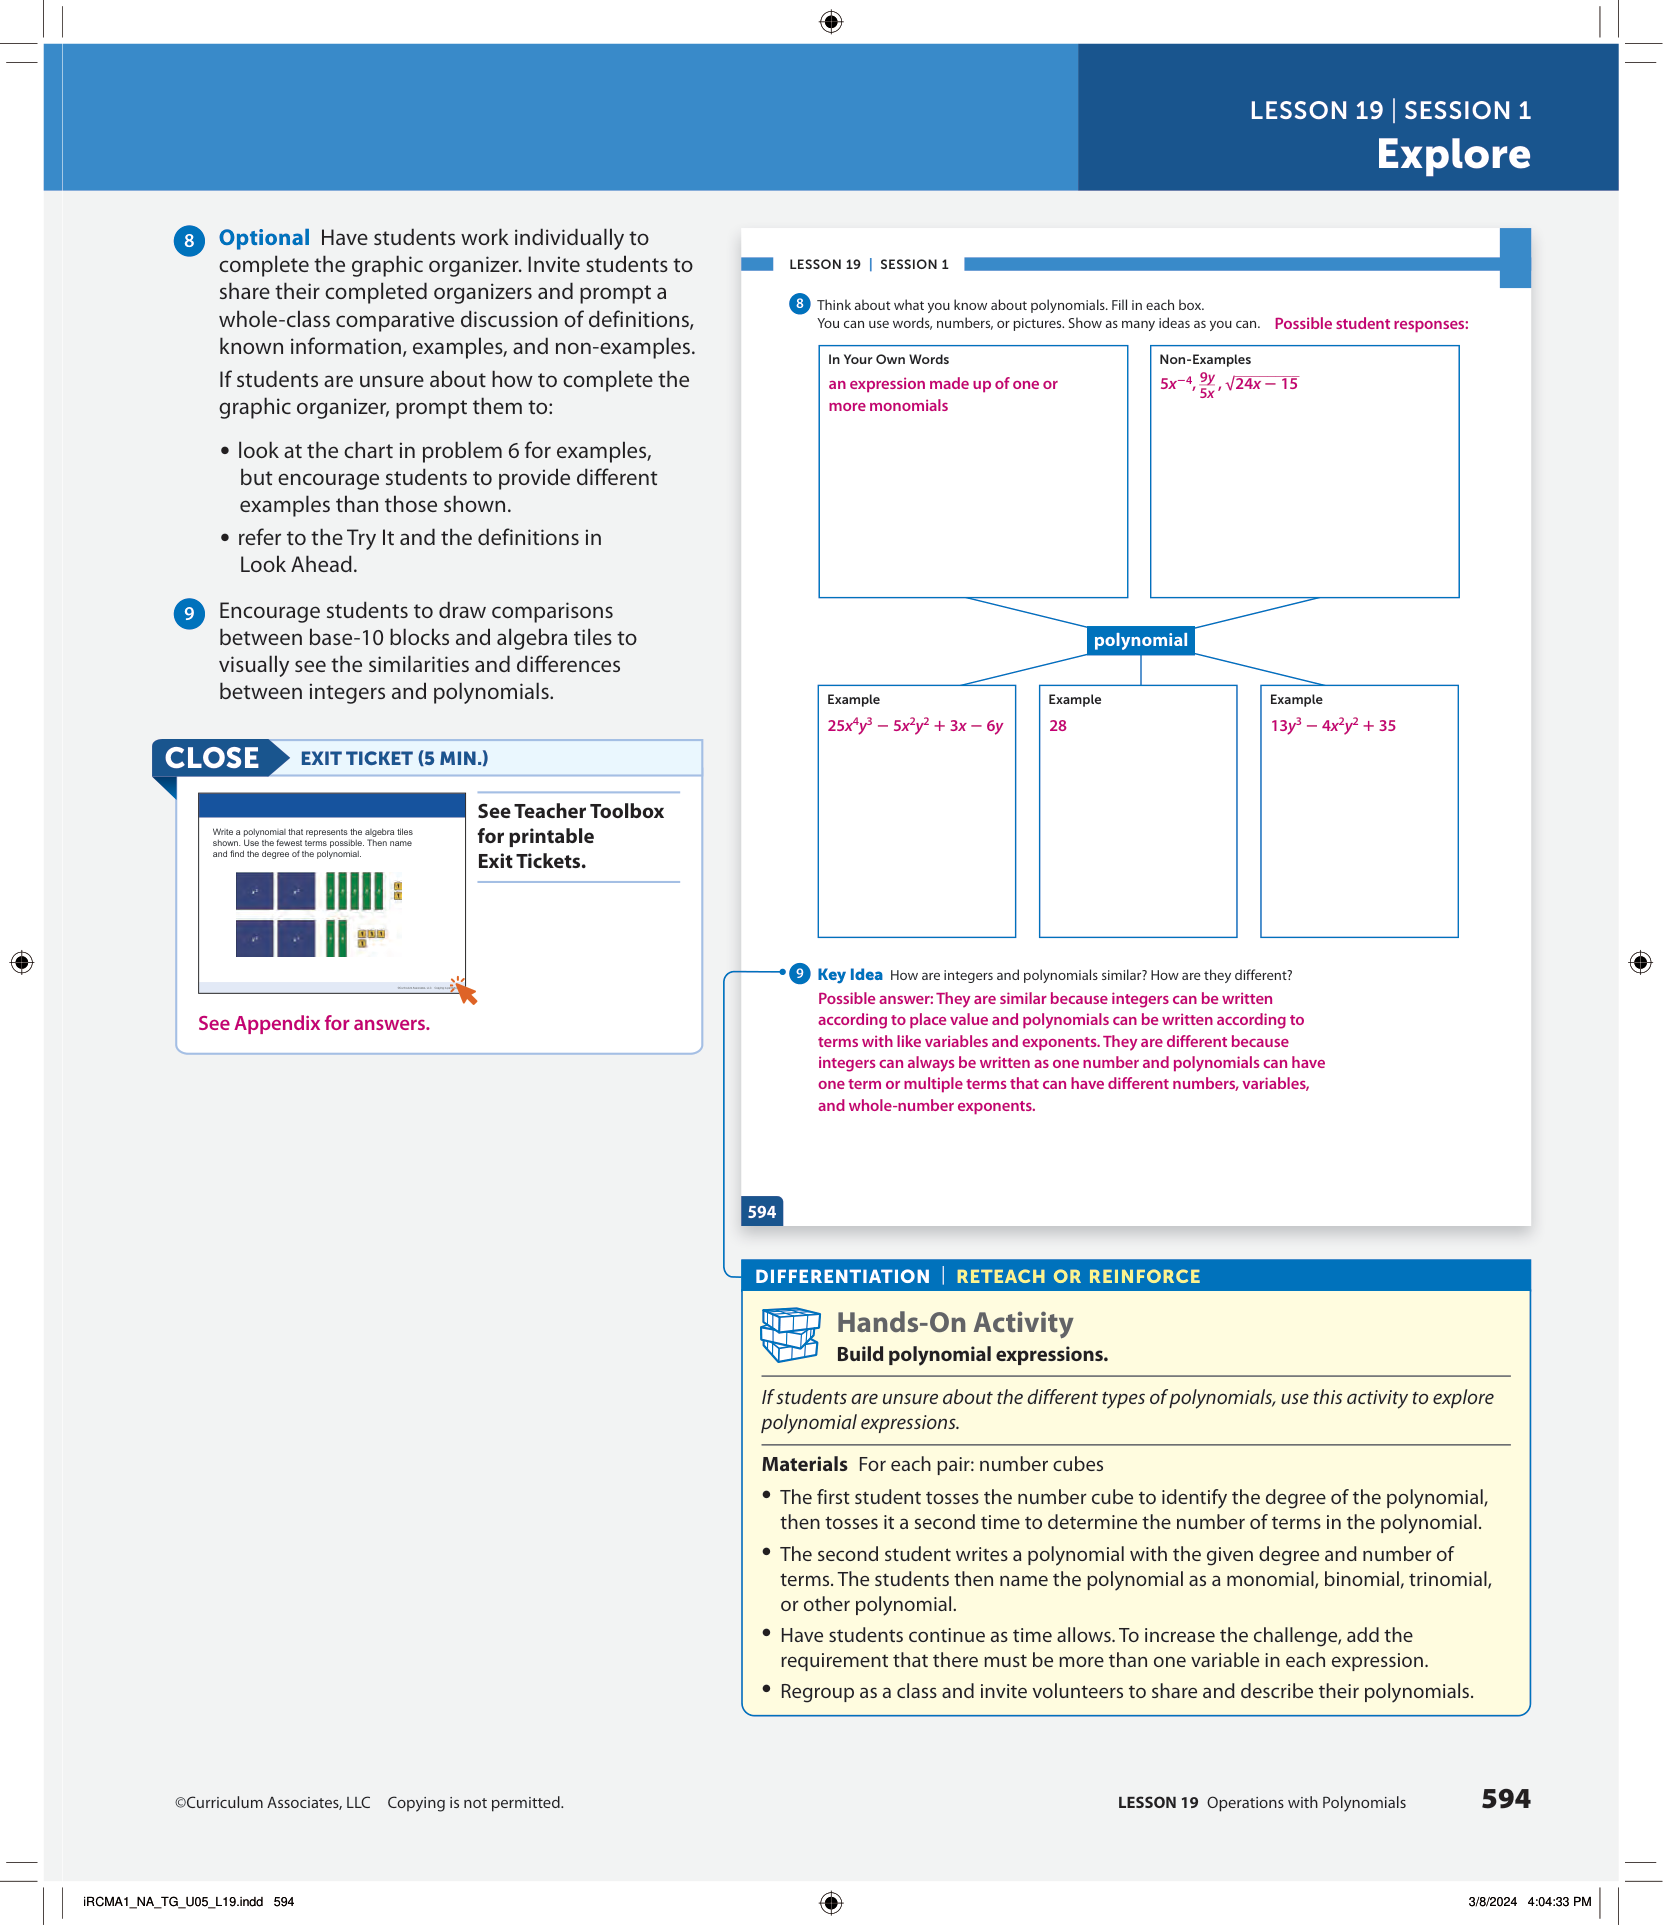 LESSON 19 | SESSION 1
Explore
8 Optional Have students work individually to
complete the graphic organizer. Invite students to
share their completed organizers and prompt a
whole-class comparative discussion of definitions,
known information, examples, and non-examples.
If students are unsure about how to complete the
graphic organizer, prompt them to:
• look at the chart in problem 6 for examples,
but encourage students to provide different
examples than those shown.
• refer to the Try It and the definitions in
Look Ahead.
9 Encourage students to draw comparisons
between base-10 blocks and algebra tiles to
visually see the similarities and differences
between integers and polynomials.
CLOSE EXIT TICKET (5 MIN.)
Write a polynomial that represents the algebra tiles
shown. Use the fewest terms possible. Then name
and find the degree of the polynomial.
See Teacher Toolbox
for printable
Exit Tickets.
See Appendix for answers.
LESSON 19 | SESSION 1
8 Think about what you know about polynomials. Fill in each box.
You can use words, numbers, or pictures. Show as many ideas as you can. Possible student responses:
In Your Own Words
an expression made up of one or
more monomials
Non-Examples
5x⁻⁴, 9y/5x, √24x − 15
polynomial
Example
25x⁴y³ − 5x²y² + 3x − 6y
Example
28
Example
13y³ − 4x²y² + 35
9 Key Idea How are integers and polynomials similar? How are they different?
Possible answer: They are similar because integers can be written
according to place value and polynomials can be written according to
terms with like variables and exponents. They are different because
integers can always be written as one number and polynomials can have
one term or multiple terms that can have different numbers, variables,
and whole-number exponents.
594
DIFFERENTIATION | RETEACH OR REINFORCE
Hands-On Activity
Build polynomial expressions.
If students are unsure about the different types of polynomials, use this activity to explore
polynomial expressions.
Materials For each pair: number cubes
• The first student tosses the number cube to identify the degree of the polynomial,
then tosses it a second time to determine the number of terms in the polynomial.
• The second student writes a polynomial with the given degree and number of
terms. The students then name the polynomial as a monomial, binomial, trinomial,
or other polynomial.
• Have students continue as time allows. To increase the challenge, add the
requirement that there must be more than one variable in each expression.
• Regroup as a class and invite volunteers to share and describe their polynomials.
©Curriculum Associates, LLC Copying is not permitted.
LESSON 19 Operations with Polynomials 594
iRCMA1_NA_TG_U05_L19.indd 594
3/8/2024 4:04:33 PM